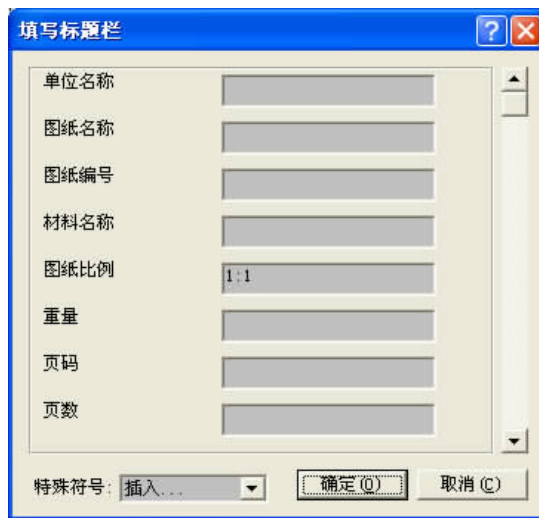 填写标题栏
单位名称
图纸名称
图纸编号
材料名称
图纸比例 1:1
重量
页码
页数
特殊符号: 插入... 确定(O) 取消(C)